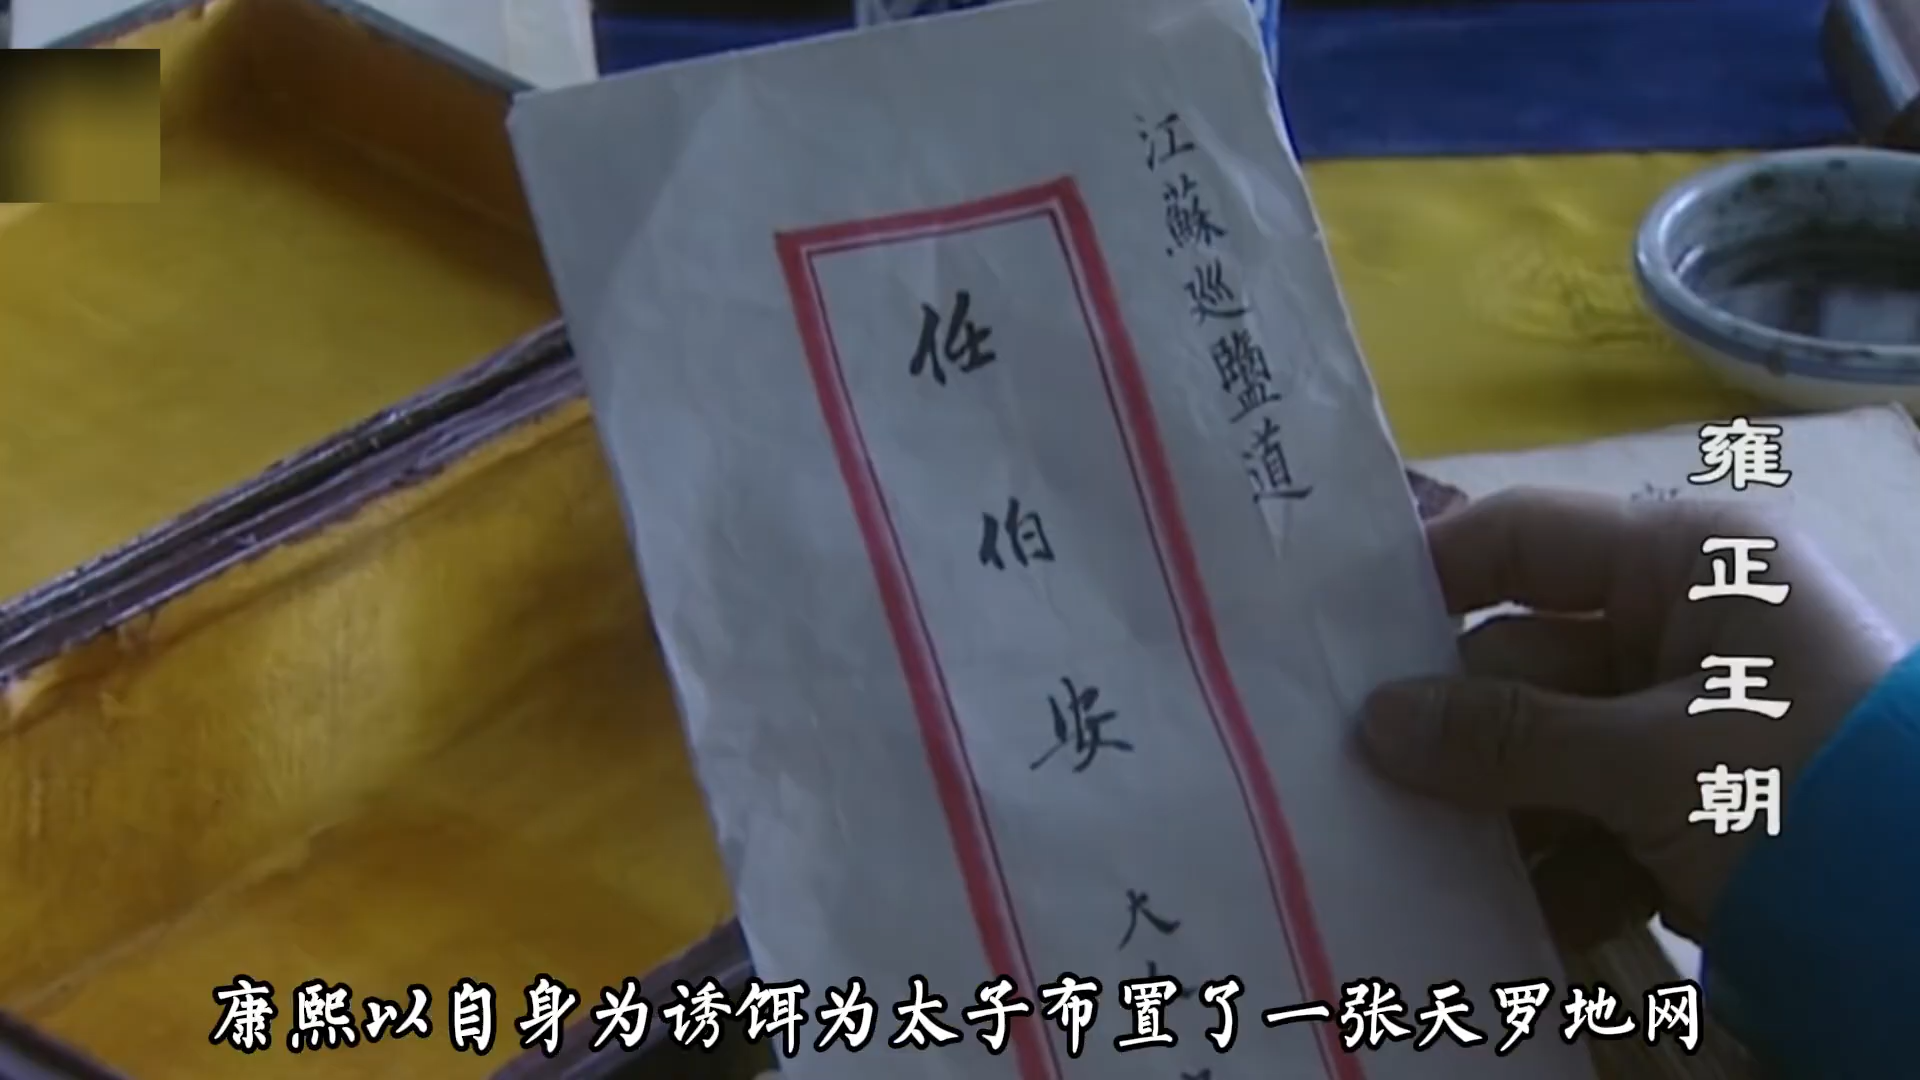 江蘇巡鹽道
任伯安
大
雍正王朝
康熙以自身为诱饵为太子布置了一张天罗地网